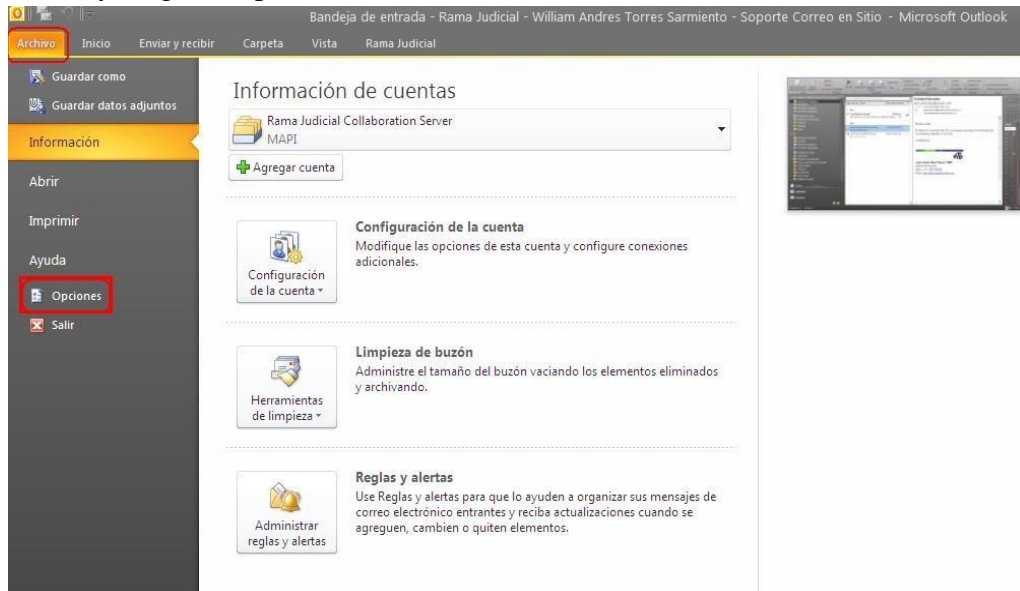 Bandeja de entrada - Rama Judicial - William Andres Torres Sarmiento - Soporte Correo en Sitio - Microsoft Outlook
Archivo Inicio Enviar y recibir Carpeta Vista Rama Judicial
Guardar como
Guardar datos adjuntos
Información
Abrir
Imprimir
Ayuda
Opciones
Salir
Información de cuentas
Rama Judicial Collaboration Server
MAPI
Agregar cuenta
Configuración
de la cuenta
Configuración de la cuenta
Modifique las opciones de esta cuenta y configure conexiones
adicionales.
Herramientas
de limpieza
Limpieza de buzón
Administre el tamaño del buzón vaciando los elementos eliminados
y archivando.
Administrar
reglas y alertas
Reglas y alertas
Use Reglas y alertas para que lo ayuden a organizar sus mensajes de
correo electrónico entrantes y reciba actualizaciones cuando se
agreguen, cambien o quiten elementos.